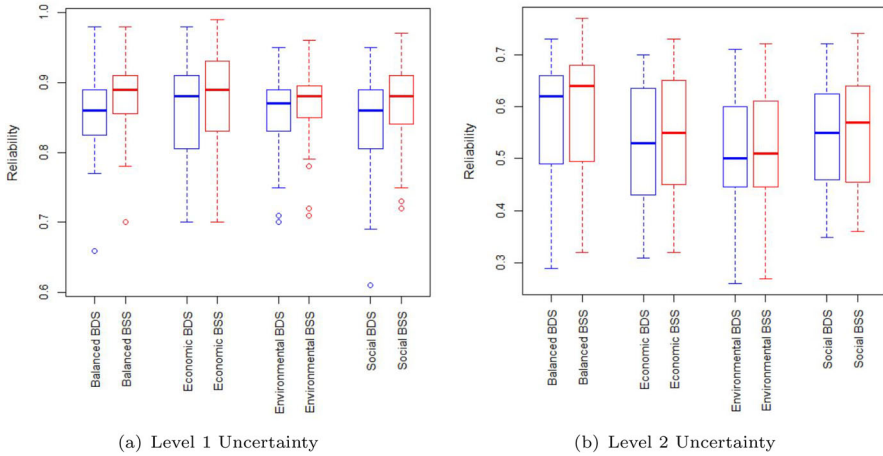 Reliability
1.0
0.9
0.8
0.7
0.6
Balanced BDS
Balanced BSS
Economic BDS
Economic BSS
Environmental BDS
Environmental BSS
Social BDS
Social BSS
(a) Level 1 Uncertainty
Reliability
0.7
0.6
0.5
0.4
0.3
Balanced BDS
Balanced BSS
Economic BDS
Economic BSS
Environmental BDS
Environmental BSS
Social BDS
Social BSS
(b) Level 2 Uncertainty